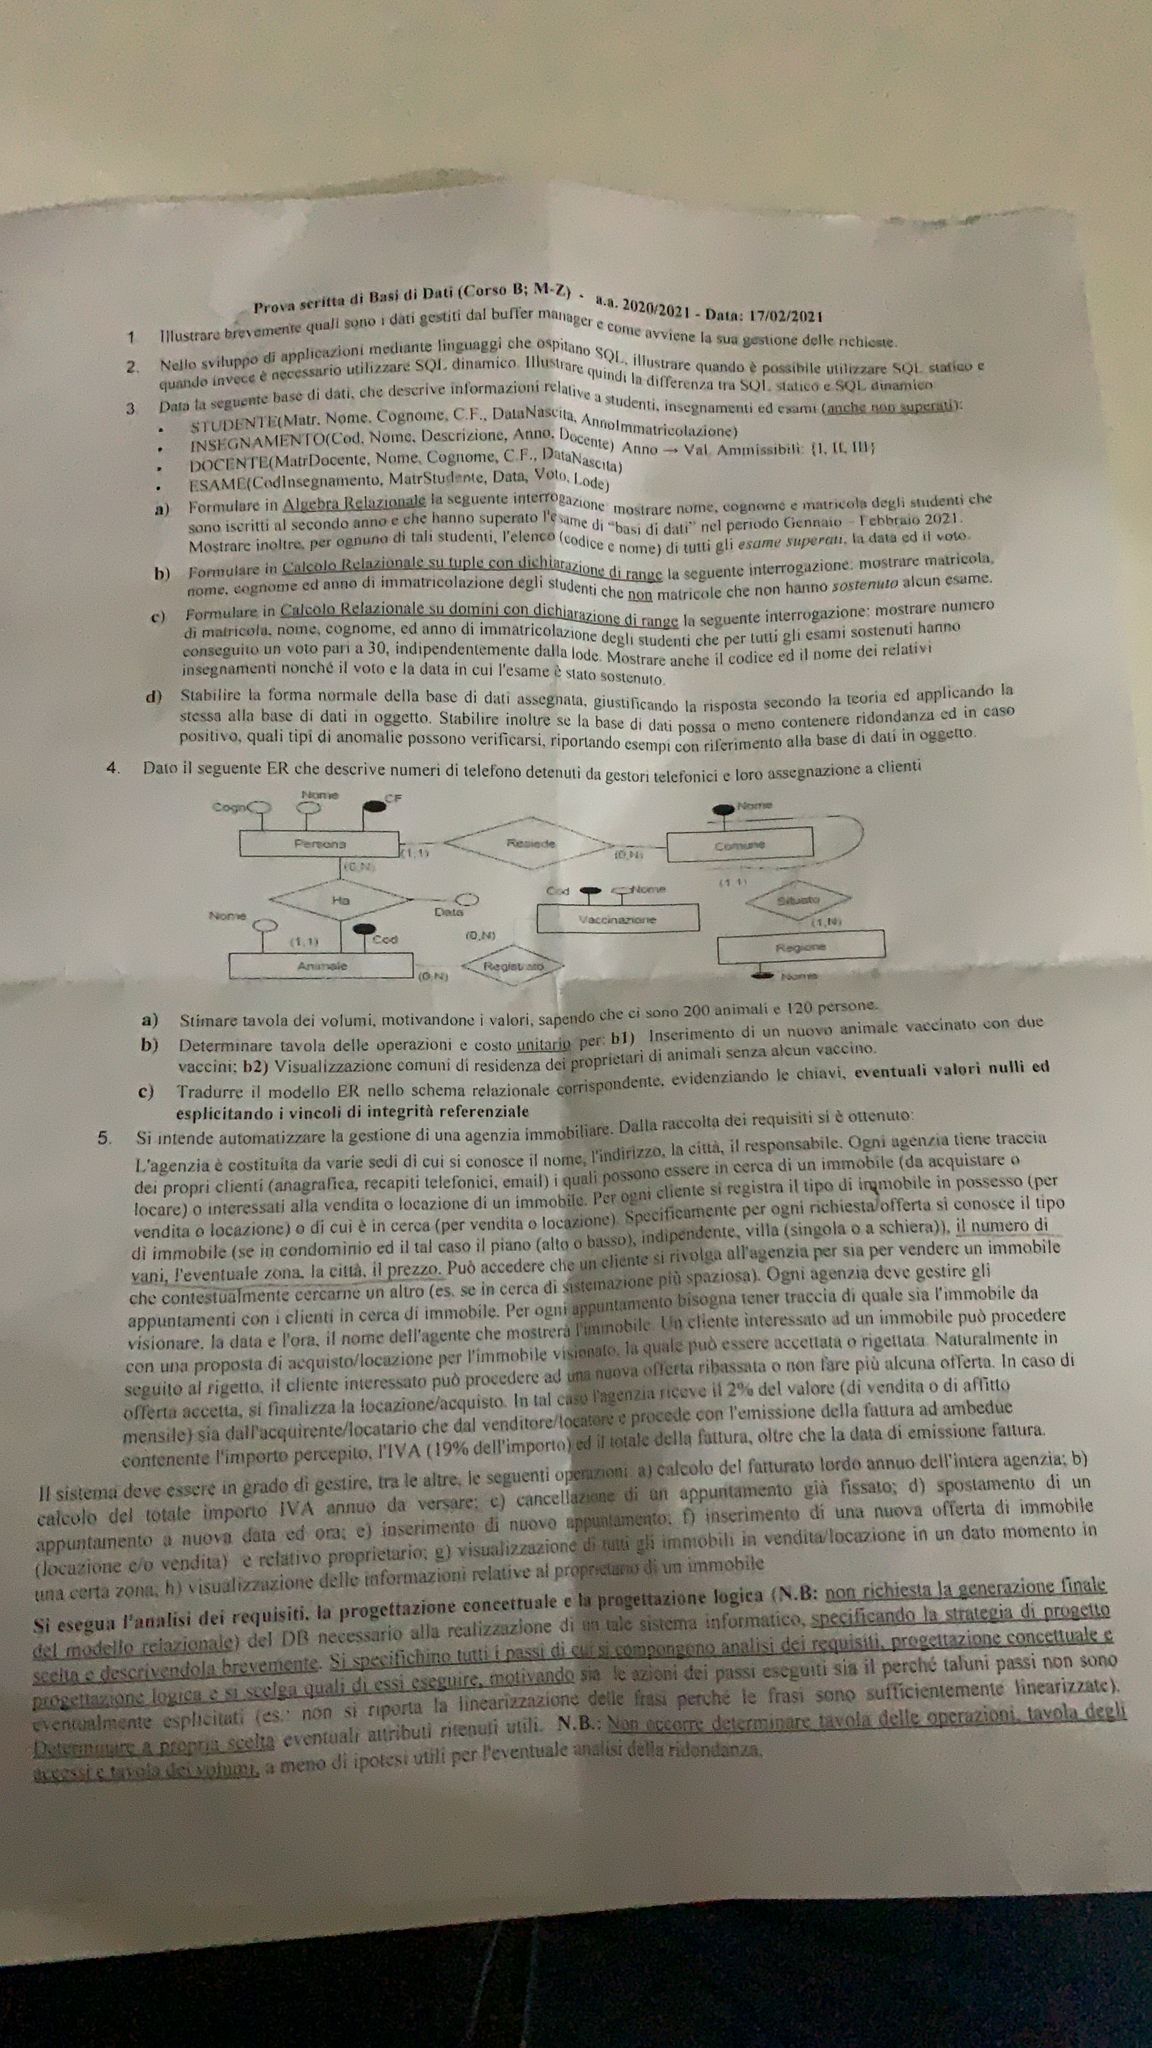 Prova scritta di Basi di Dati (Corso B; M-Z) - a.a. 2020/2021 - Data: 17/02/2021
1 Illustrare brevemente quali sono i dati gestiti dal buffer manager e come avviene la sua gestione delle richieste.
2. Nello sviluppo di applicazioni mediante linguaggi che ospitano SQL, illustrare quando è possibile utilizzare SQL statico e
quando invece è necessario utilizzare SQL dinamico. Illustrare quindi la differenza tra SQL statico e SQL dinamico
3. Data la seguente base di dati, che descrive informazioni relative a studenti, insegnamenti ed esami (anche non superati):
• STUDENTE(Matr, Nome, Cognome, C.F., DataNascita, AnnoImmatricolazione)
• INSEGNAMENTO(Cod, Nome, Descrizione, Anno, Docente) Anno → Val. Ammissibili: {I, II, III}
• DOCENTE(MatrDocente, Nome, Cognome, C.F., DataNascita)
• ESAME(CodInsegnamento, MatrStudente, Data, Voto, Lode)
a) Formulare in Algebra Relazionale la seguente interrogazione: mostrare nome, cognome e matricola degli studenti che
sono iscritti al secondo anno e che hanno superato l'esame di "basi di dati" nel periodo Gennaio – Febbraio 2021.
Mostrare inoltre, per ognuno di tali studenti, l'elenco (codice e nome) di tutti gli esame superati, la data ed il voto.
b) Formulare in Calcolo Relazionale su tuple con dichiarazione di range la seguente interrogazione: mostrare matricola,
nome, cognome ed anno di immatricolazione degli studenti che non matricole che non hanno sostenuto alcun esame.
c) Formulare in Calcolo Relazionale su domini con dichiarazione di range la seguente interrogazione: mostrare numero
di matricola, nome, cognome, ed anno di immatricolazione degli studenti che per tutti gli esami sostenuti hanno
conseguito un voto pari a 30, indipendentemente dalla lode. Mostrare anche il codice ed il nome dei relativi
insegnamenti nonché il voto e la data in cui l'esame è stato sostenuto.
d) Stabilire la forma normale della base di dati assegnata, giustificando la risposta secondo la teoria ed applicando la
stessa alla base di dati in oggetto. Stabilire inoltre se la base di dati possa o meno contenere ridondanza ed in caso
positivo, quali tipi di anomalie possono verificarsi, riportando esempi con riferimento alla base di dati in oggetto.
4. Dato il seguente ER che descrive numeri di telefono detenuti da gestori telefonici e loro assegnazione a clienti
Cogn Nome CF Nome
Persona (1,1) Resiede (0,N) Comune
(0,N) (1,1)
Ha Data Cod Nome Situato
Nome Vaccinazione (1,N)
(1,1) Cod (0,N) Regione
Animale (0,N) Registrato Nome
a) Stimare tavola dei volumi, motivandone i valori, sapendo che ci sono 200 animali e 120 persone.
b) Determinare tavola delle operazioni e costo unitario per: b1) Inserimento di un nuovo animale vaccinato con due
vaccini; b2) Visualizzazione comuni di residenza dei proprietari di animali senza alcun vaccino.
c) Tradurre il modello ER nello schema relazionale corrispondente, evidenziando le chiavi, eventuali valori nulli ed
esplicitando i vincoli di integrità referenziale
5. Si intende automatizzare la gestione di una agenzia immobiliare. Dalla raccolta dei requisiti si è ottenuto:
L'agenzia è costituita da varie sedi di cui si conosce il nome, l'indirizzo, la città, il responsabile. Ogni agenzia tiene traccia
dei propri clienti (anagrafica, recapiti telefonici, email) i quali possono essere in cerca di un immobile (da acquistare o
locare) o interessati alla vendita o locazione di un immobile. Per ogni cliente si registra il tipo di immobile in possesso (per
vendita o locazione) o di cui è in cerca (per vendita o locazione). Specificamente per ogni richiesta/offerta si conosce il tipo
di immobile (se in condominio ed il tal caso il piano (alto o basso), indipendente, villa (singola o a schiera)), il numero di
vani, l'eventuale zona, la città, il prezzo. Può accedere che un cliente si rivolga all'agenzia per sia per vendere un immobile
che contestualmente cercarne un altro (es. se in cerca di sistemazione più spaziosa). Ogni agenzia deve gestire gli
appuntamenti con i clienti in cerca di immobile. Per ogni appuntamento bisogna tener traccia di quale sia l'immobile da
visionare, la data e l'ora, il nome dell'agente che mostrerà l'immobile. Un cliente interessato ad un immobile può procedere
con una proposta di acquisto/locazione per l'immobile visionato, la quale può essere accettata o rigettata. Naturalmente in
seguito al rigetto, il cliente interessato può procedere ad una nuova offerta ribassata o non fare più alcuna offerta. In caso di
offerta accetta, si finalizza la locazione/acquisto. In tal caso l'agenzia riceve il 2% del valore (di vendita o di affitto
mensile) sia dall'acquirente/locatario che dal venditore/locatore e procede con l'emissione della fattura ad ambedue
contenente l'importo percepito, l'IVA (19% dell'importo) ed il totale della fattura, oltre che la data di emissione fattura.
Il sistema deve essere in grado di gestire, tra le altre, le seguenti operazioni: a) calcolo del fatturato lordo annuo dell'intera agenzia; b)
calcolo del totale importo IVA annuo da versare; c) cancellazione di un appuntamento già fissato; d) spostamento di un
appuntamento a nuova data ed ora; e) inserimento di nuovo appuntamento; f) inserimento di una nuova offerta di immobile
(locazione e/o vendita) e relativo proprietario; g) visualizzazione di tutti gli immobili in vendita/locazione in un dato momento in
una certa zona; h) visualizzazione delle informazioni relative al proprietario di un immobile
Si esegua l'analisi dei requisiti, la progettazione concettuale e la progettazione logica (N.B: non richiesta la generazione finale
del modello relazionale) del DB necessario alla realizzazione di un tale sistema informatico, specificando la strategia di progetto
scelta e descrivendola brevemente. Si specifichino tutti i passi di cui si compongono analisi dei requisiti, progettazione concettuale e
progettazione logica e si scelga quali di essi eseguire, motivando sia le azioni dei passi eseguiti sia il perché taluni passi non sono
eventualmente esplicitati (es.: non si riporta la linearizzazione delle frasi perché le frasi sono sufficientemente linearizzate).
Determinare a propria scelta eventuali attributi ritenuti utili. N.B.: Non occorre determinare tavola delle operazioni, tavola degli
accessi e tavola dei volumi, a meno di ipotesi utili per l'eventuale analisi della ridondanza.